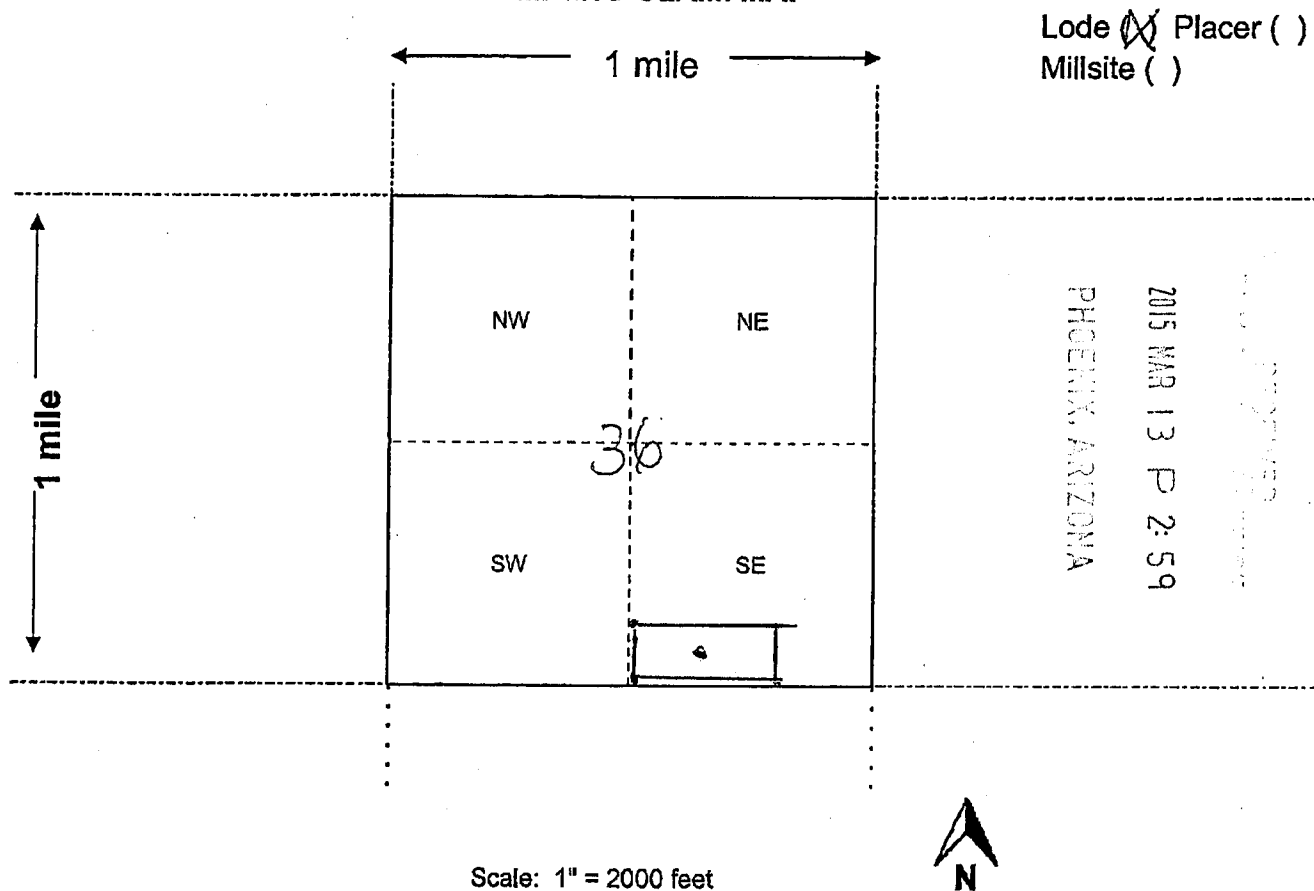 Lode (X) Placer ( )
Millsite ( )
1 mile
1 mile
NW
NE
36
SW
SE
2015 MAR 13 P 2:59
PHOENIX, ARIZONA
Scale: 1" = 2000 feet
N